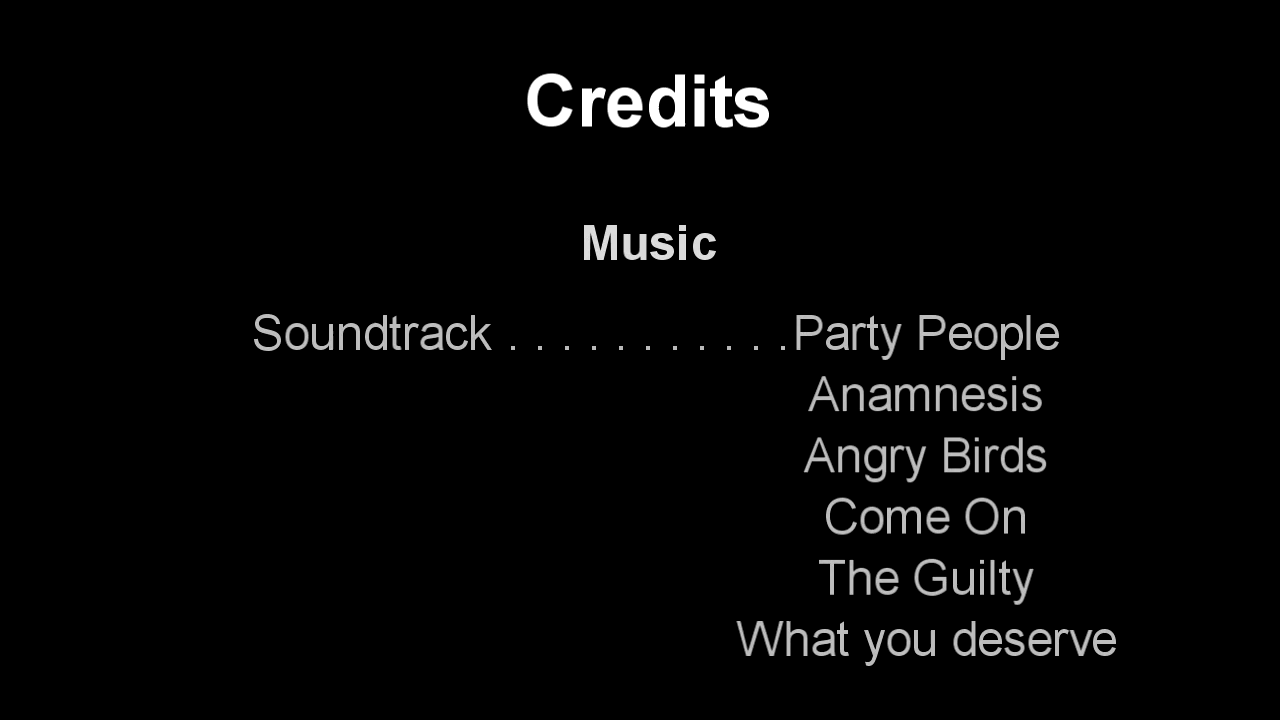 Credits
Music
Soundtrack . . . . . . . . . . . Party People
Anamnesis
Angry Birds
Come On
The Guilty
What you deserve